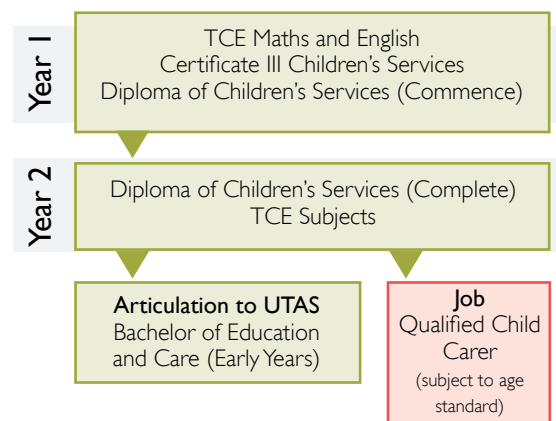 Year 1
TCE Maths and English
Certificate III Children's Services
Diploma of Children's Services (Commence)
Year 2
Diploma of Children's Services (Complete)
TCE Subjects
Articulation to UTAS
Bachelor of Education
and Care (Early Years)
Job
Qualified Child
Carer
(subject to age
standard)